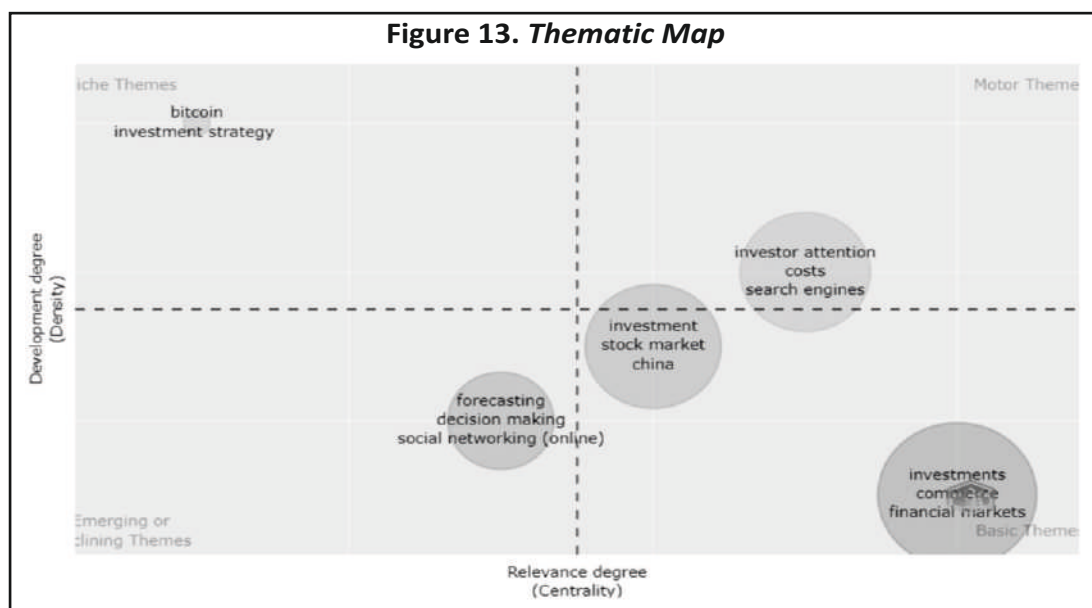 Figure 13. Thematic Map
iche Themes
Motor Theme
bitcoin
investment strategy
investor attention
costs
search engines
investment
stock market
china
forecasting
decision making
social networking (online)
investments
commerce
financial markets
Emerging or
clining Themes
Basic Theme
Development degree
(Density)
Relevance degree
(Centrality)